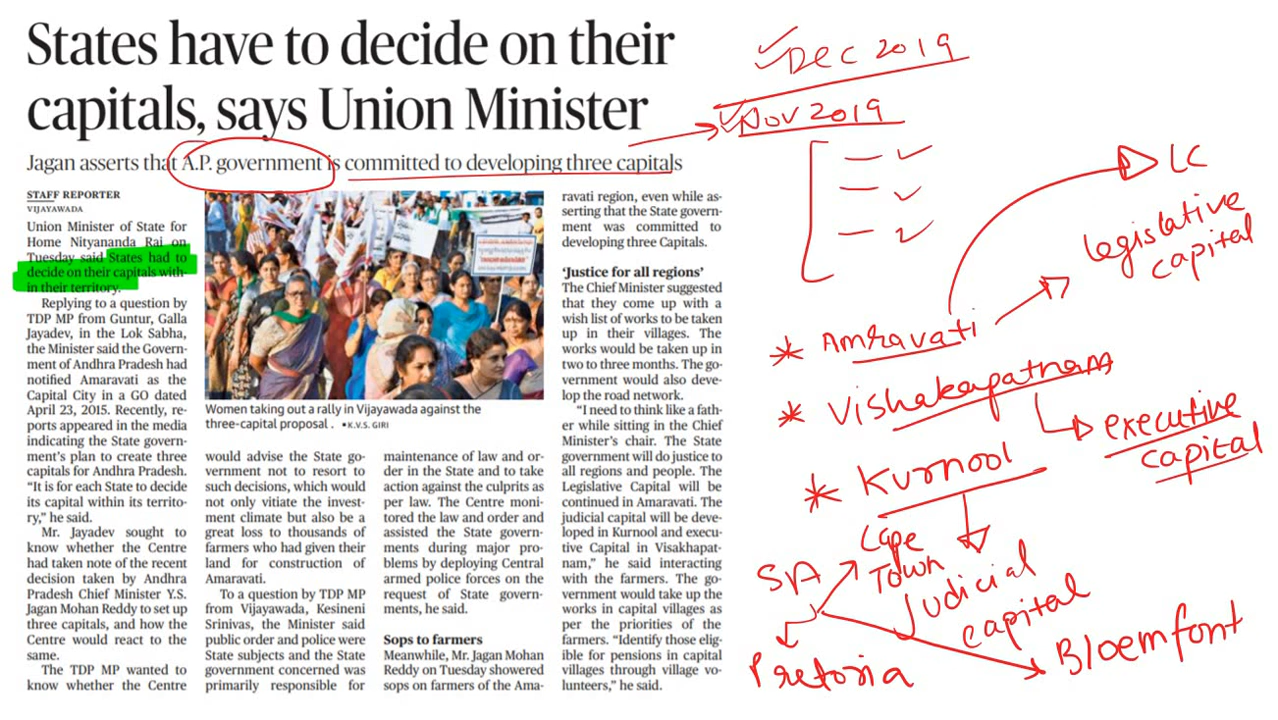 States have to decide on their
capitals, says Union Minister
Jagan asserts that A.P. government is committed to developing three capitals
STAFF REPORTER
VIJAYAWADA
Union Minister of State for
Home Nityananda Rai on
Tuesday said States had to
decide on their capitals with-
in their territory.
Replying to a question by
TDP MP from Guntur, Galla
Jayadev, in the Lok Sabha,
the Minister said the Govern-
ment of Andhra Pradesh had
notified Amaravati as the
Capital City in a GO dated
April 23, 2015. Recently, re-
ports appeared in the media
indicating the State govern-
ment's plan to create three
capitals for Andhra Pradesh.
“It is for each State to decide
its capital within its territo-
ry,” he said.
Mr. Jayadev sought to
know whether the Centre
had taken note of the recent
decision taken by Andhra
Pradesh Chief Minister Y.S.
Jagan Mohan Reddy to set up
three capitals, and how the
Centre would react to the
same.
The TDP MP wanted to
know whether the Centre
Women taking out a rally in Vijayawada against the
three-capital proposal . •K.V.S. GIRI
would advise the State go-
vernment not to resort to
such decisions, which would
not only vitiate the invest-
ment climate but also be a
great loss to thousands of
farmers who had given their
land for construction of
Amaravati.
To a question by TDP MP
from Vijayawada, Kesineni
Srinivas, the Minister said
public order and police were
State subjects and the State
government concerned was
primarily responsible for
maintenance of law and or-
der in the State and to take
action against the culprits as
per law. The Centre moni-
tored the law and order and
assisted the State govern-
ments during major pro-
blems by deploying Central
armed police forces on the
request of State govern-
ments, he said.
Sops to farmers
Meanwhile, Mr. Jagan Mohan
Reddy on Tuesday showered
sops on farmers of the Ama-
ravati region, even while as-
serting that the State govern-
ment was committed to
developing three Capitals.
‘Justice for all regions’
The Chief Minister suggested
that they come up with a
wish list of works to be taken
up in their villages. The
works would be taken up in
two to three months. The go-
vernment would also deve-
lop the road network.
“I need to think like a fath-
er while sitting in the Chief
Minister's chair. The State
government will do justice to
all regions and people. The
Legislative Capital will be
continued in Amaravati. The
judicial capital will be deve-
loped in Kurnool and execu-
tive Capital in Visakhapat-
nam,” he said interacting
with the farmers. The go-
vernment would take up the
works in capital villages as
per the priorities of the
farmers. “Identify those elig-
ible for pensions in capital
villages through village vo-
lunteers,” he said.
Dec 2019
Nov 2019
LC
legislative
capital
* Amravati
* Vishakapatnam
executive
capital
* Kurnool
Judicial
capital
SA
Cape
Town
Pretoria
Bloemfont